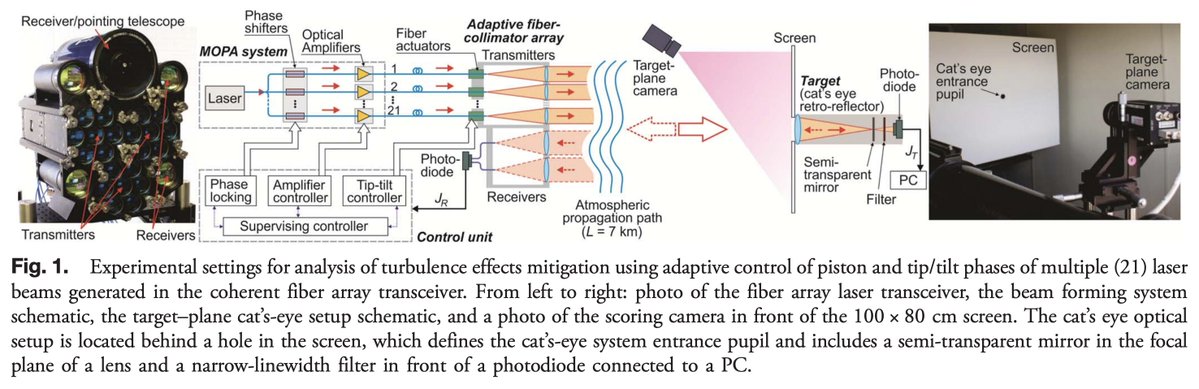 Receiver/pointing telescope
Transmitters
Receivers
MOPA system
Phase
shifters
Optical
Amplifiers
Fiber
actuators
Adaptive fiber-
collimator array
Transmitters
Laser
1
2
21
Photo-
diode
Receivers
Phase
locking
Amplifier
controller
Tip-tilt
controller
J_R
Supervising controller
Control unit
Atmospheric
propagation path
(L = 7 km)
Target-
plane
camera
Screen
Target
(cat's eye
retro-reflector)
Photo-
diode
J_T
PC
Semi-
transparent
mirror
Filter
Screen
Cat's eye
entrance
pupil
Target-
plane
camera
Fig. 1. Experimental settings for analysis of turbulence effects mitigation using adaptive control of piston and tip/tilt phases of multiple (21) laser
beams generated in the coherent fiber array transceiver. From left to right: photo of the fiber array laser transceiver, the beam forming system
schematic, the target–plane cat's-eye setup schematic, and a photo of the scoring camera in front of the 100 × 80 cm screen. The cat's eye optical
setup is located behind a hole in the screen, which defines the cat's-eye system entrance pupil and includes a semi-transparent mirror in the focal
plane of a lens and a narrow-linewidth filter in front of a photodiode connected to a PC.